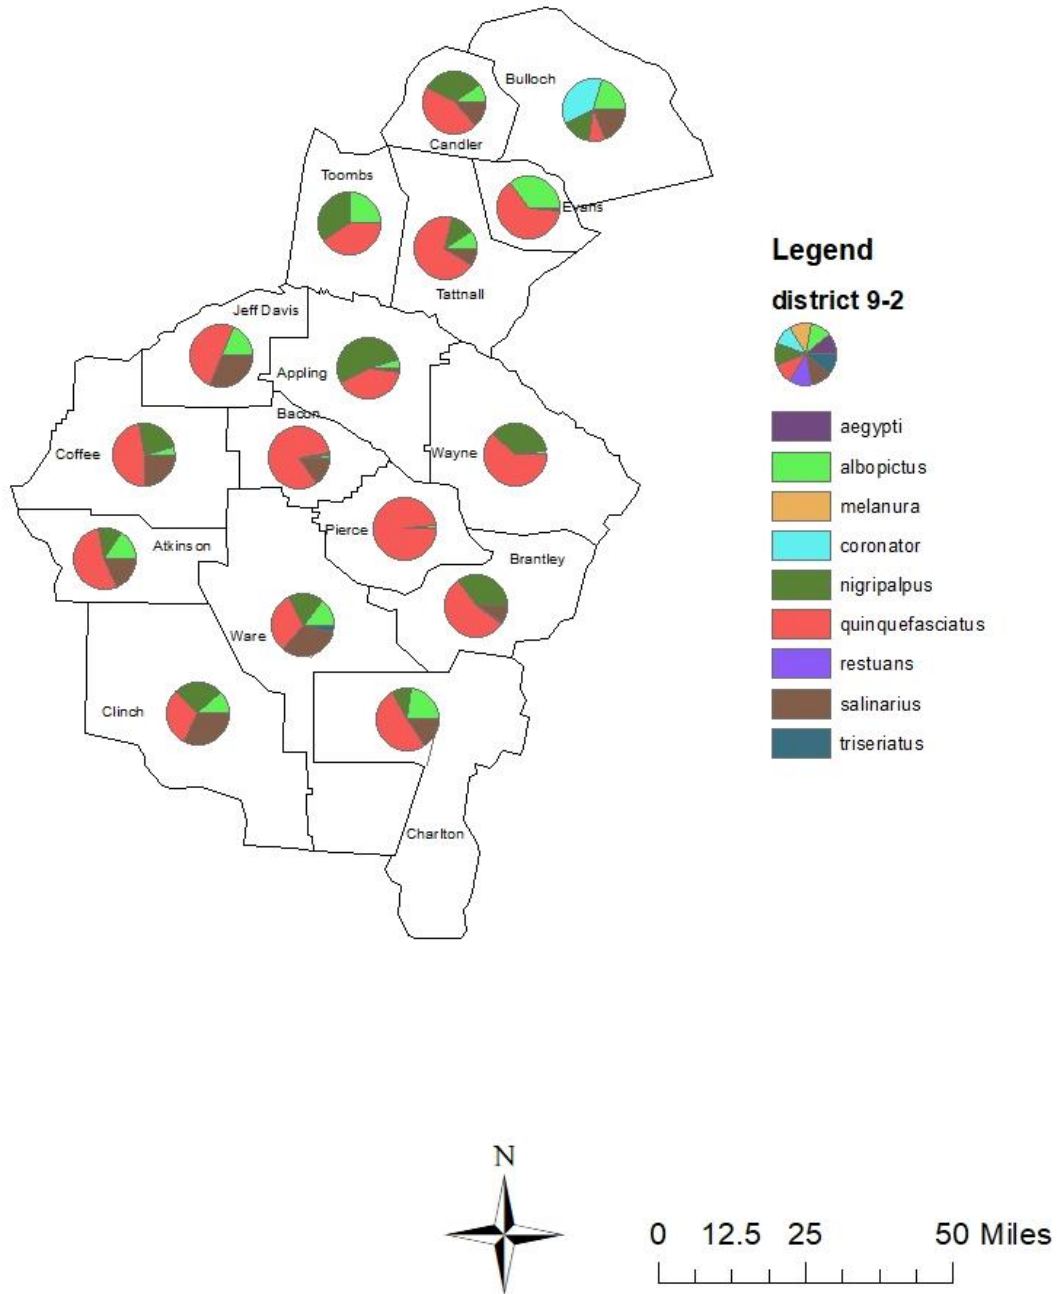 Bulloch
Candler
Toombs
Evans
Tattnall
Legend
district 9-2
Jeff Davis
Appling
Bacon
Coffee
Wayne
aegypti
albopictus
melanura
coronator
nigripalpus
quinquefasciatus
restuans
salinarius
triseriatus
Pierce
Atkinson
Brantley
Ware
Clinch
Charlton
N
0 12.5 25 50 Miles